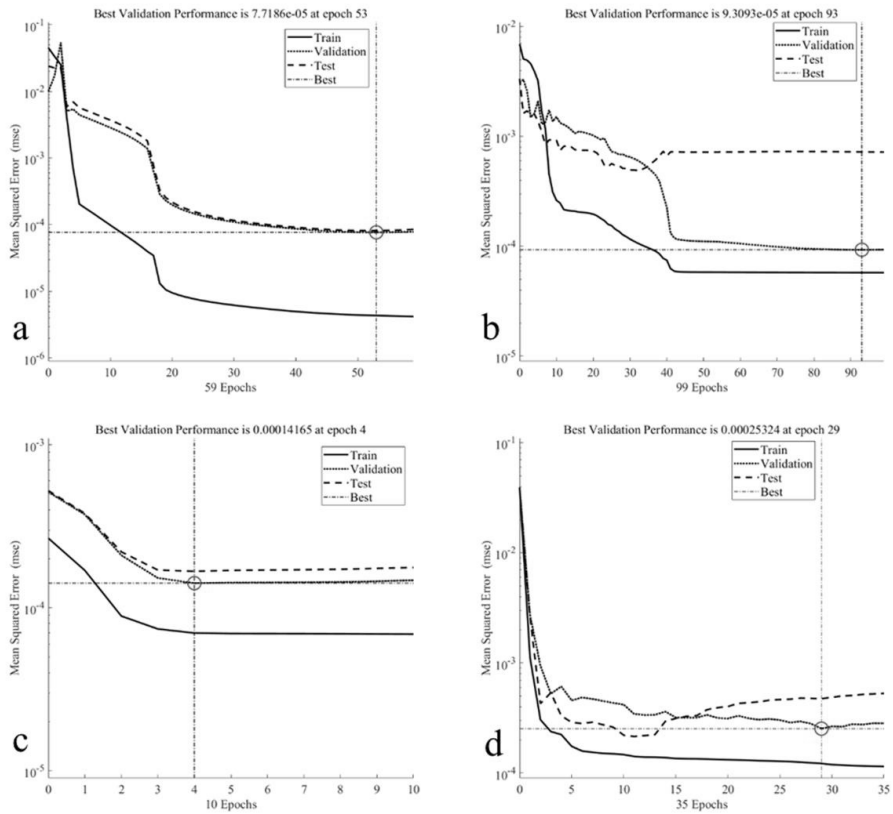 Best Validation Performance is 7.7186e-05 at epoch 53
10^-1
10^-2
10^-3
10^-4
10^-5
10^-6
Mean Squared Error (mse)
Train
Validation
Test
Best
a
0 10 20 30 40 50
59 Epochs
Best Validation Performance is 9.3093e-05 at epoch 93
10^-2
10^-3
10^-4
10^-5
Mean Squared Error (mse)
Train
Validation
Test
Best
b
0 10 20 30 40 50 60 70 80 90
99 Epochs
Best Validation Performance is 0.00014165 at epoch 4
10^-3
10^-4
10^-5
Mean Squared Error (mse)
Train
Validation
Test
Best
c
0 1 2 3 4 5 6 7 8 9 10
10 Epochs
Best Validation Performance is 0.00025324 at epoch 29
10^-1
10^-2
10^-3
10^-4
Mean Squared Error (mse)
Train
Validation
Test
Best
d
0 5 10 15 20 25 30 35
35 Epochs